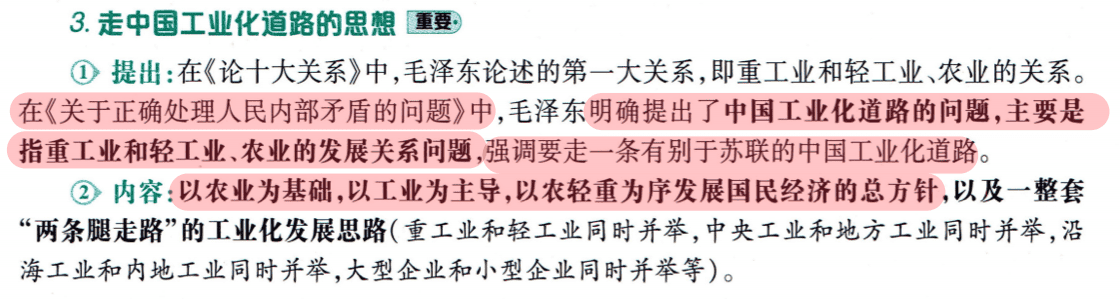 3. 走中国工业化道路的思想 重要
① 提出：在《论十大关系》中，毛泽东论述的第一大关系，即重工业和轻工业、农业的关系。
在《关于正确处理人民内部矛盾的问题》中，毛泽东明确提出了中国工业化道路的问题，主要是
指重工业和轻工业、农业的发展关系问题，强调要走一条有别于苏联的中国工业化道路。
② 内容：以农业为基础，以工业为主导，以农轻重为序发展国民经济的总方针，以及一整套
“两条腿走路”的工业化发展思路（重工业和轻工业同时并举，中央工业和地方工业同时并举，沿
海工业和内地工业同时并举，大型企业和小型企业同时并举等）。